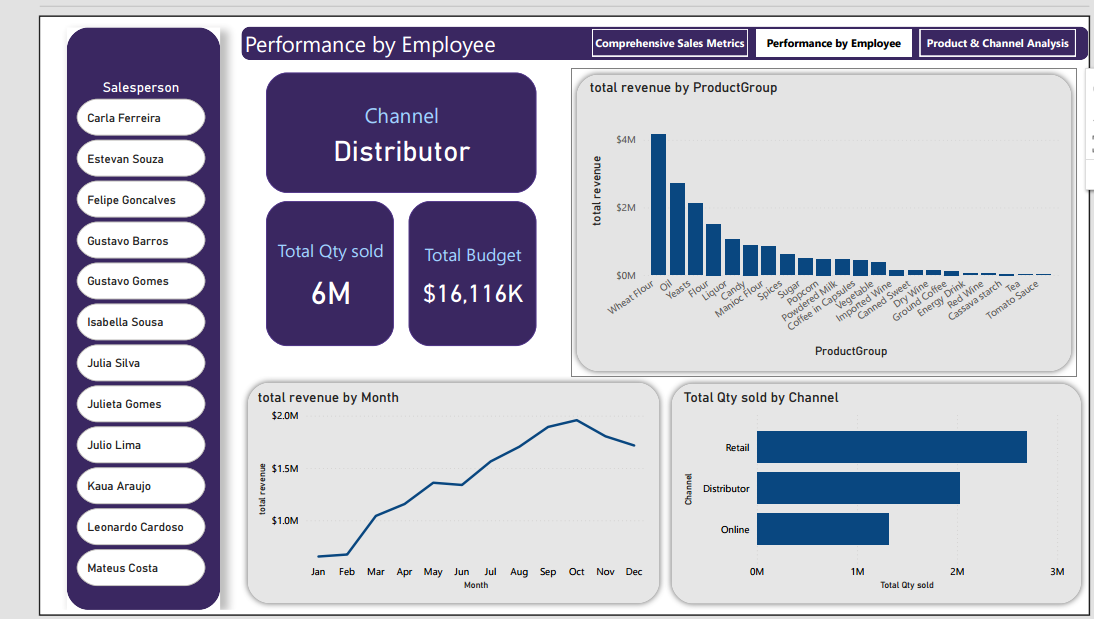 Performance by Employee
Comprehensive Sales Metrics
Performance by Employee
Product & Channel Analysis
Salesperson
Carla Ferreira
Estevan Souza
Felipe Goncalves
Gustavo Barros
Gustavo Gomes
Isabella Sousa
Julia Silva
Julieta Gomes
Julio Lima
Kaua Araujo
Leonardo Cardoso
Mateus Costa
Channel
Distributor
Total Qty sold
6M
Total Budget
$16,116K
total revenue by ProductGroup
total revenue
$4M
$2M
$0M
Wheat Flour
Oil
Yeasts
Flour
Liquor
Candy
Manioc Flour
Spices
Sugar
Popcorn
Powdered Milk
Coffee in Capsules
Vegetable
Imported Wine
Canned Sweet
Dry Wine
Ground Coffee
Energy Drink
Red Wine
Cassava starch
Tea
Tomato Sauce
ProductGroup
total revenue by Month
total revenue
$2.0M
$1.5M
$1.0M
Jan Feb Mar Apr May Jun Jul Aug Sep Oct Nov Dec
Month
Total Qty sold by Channel
Channel
Retail
Distributor
Online
0M 1M 2M 3M
Total Qty sold